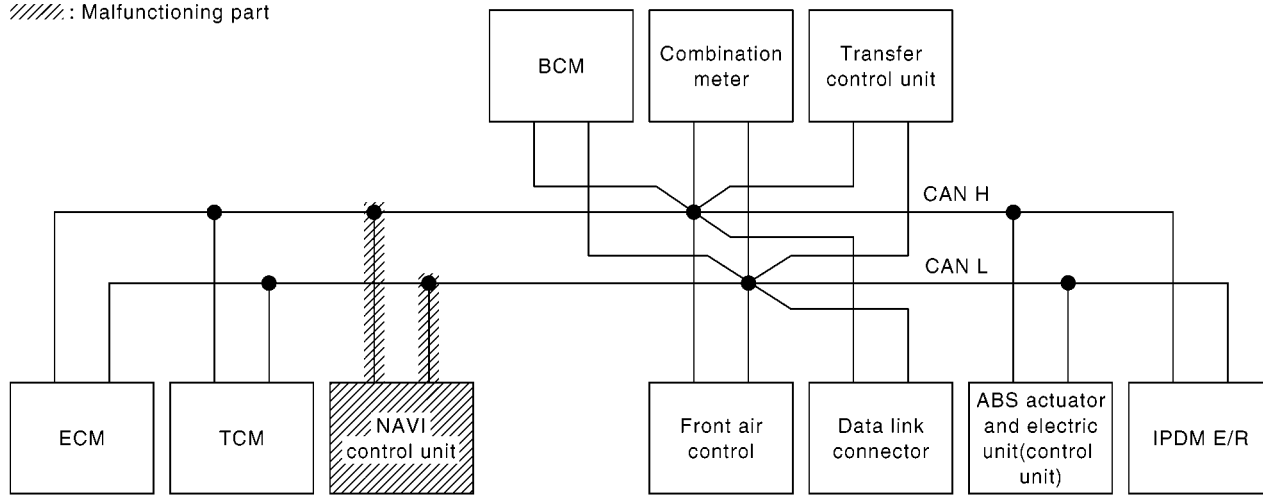 : Malfunctioning part
BCM
Combination
meter
Transfer
control unit
CAN H
CAN L
ECM
TCM
NAVI
control unit
Front air
control
Data link
connector
ABS actuator
and electric
unit(control
unit)
IPDM E/R